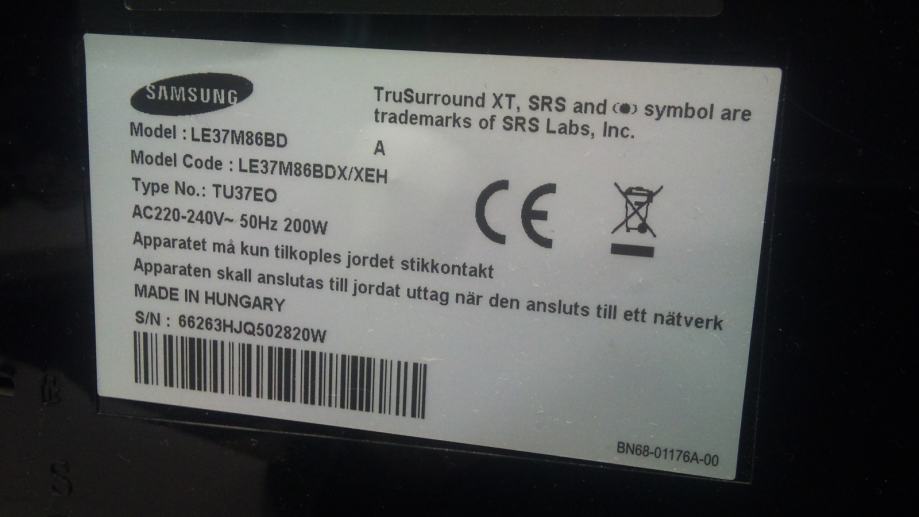 SAMSUNG
TruSurround XT, SRS and (●) symbol are
trademarks of SRS Labs, Inc.
Model : LE37M86BD
A
Model Code : LE37M86BDX/XEH
Type No.: TU37EO
AC220-240V~ 50Hz 200W
Apparatet må kun tilkoples jordet stikkontakt
Apparaten skall anslutas till jordat uttag när den ansluts till ett nätverk
MADE IN HUNGARY
S/N : 66263HJQ502820W
CE
BN68-01176A-00